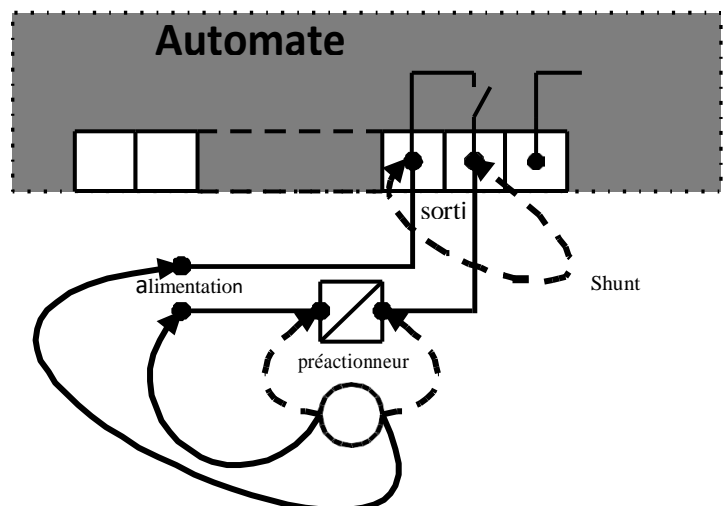 Automate
sorti
alimentation
Shunt
préactionneur